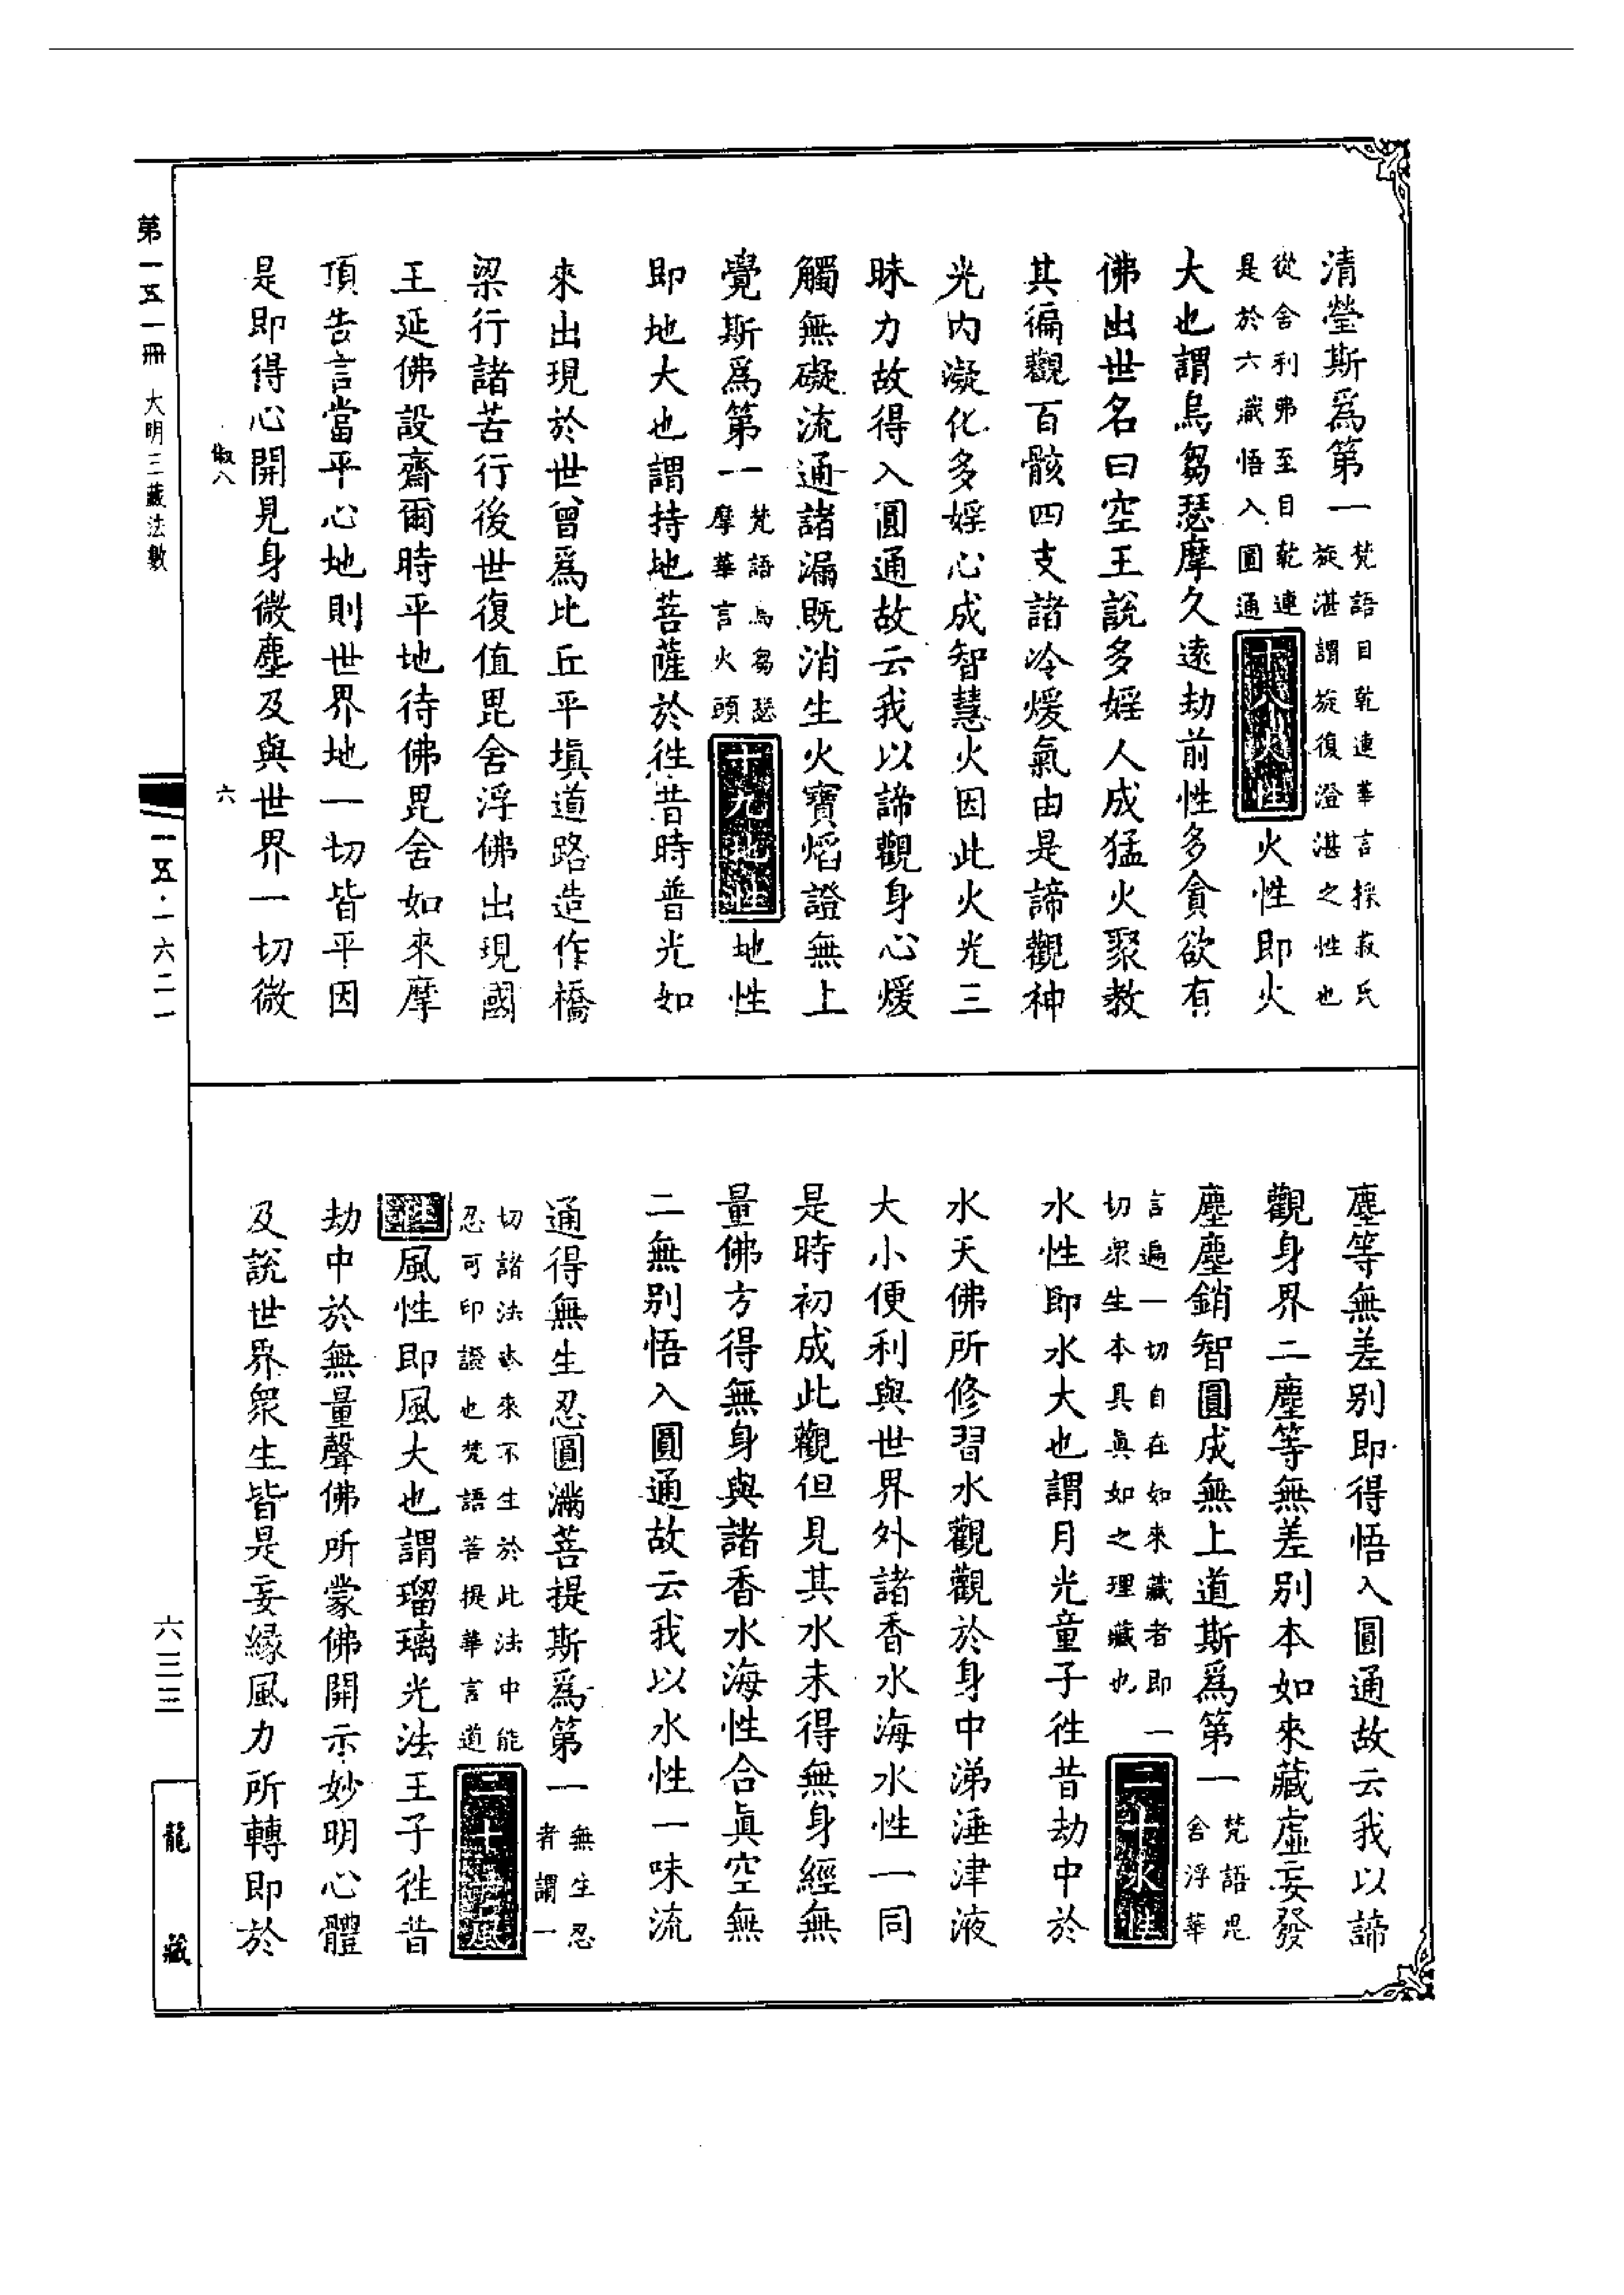 清瑩斯爲第一梵語目乾連華言採菽氏旋湛謂旋復澄湛之性也
從舍利弗至目乾連是於六藏悟入圓通十八火性火性即火
大也謂烏芻瑟摩久遠劫前性多貪欲有
佛出世名曰空王說多婬人成猛火聚教
其徧觀百骸四支諸冷煖氣由是諦觀神
光內凝化多婬心成智慧火因此火光三
昧力故得入圓通故云我以諦觀身心煖
觸無礙流通諸漏既消生火寶熖證無上
覺斯爲第一梵語烏芻瑟摩華言火頭十九地性地性
即地大也謂持地菩薩於徃昔時普光如
來出現於世曾爲比丘平塡道路造作橋
梁行諸苦行後世復值毘舍浮佛出現國
王延佛設齋爾時平地待佛毘舍如來摩
頂告言當平心地則世界地一切皆平因
是即得心開見身微塵及與世界一切微
塵等無差別即得悟入圓通故云我以諦
觀身界二塵等無差別本如來藏虛妄發
塵塵銷智圓成無上道斯爲第一梵語毘舍浮華
言遍一切自在如來藏者即一切衆生本具眞如之理藏也二十水性
水性即水大也謂月光童子徃昔劫中於
水天佛所修習水觀觀於身中涕涶津液
大小便利與世界外諸香水海水性一同
是時初成此觀但見其水未得無身經無
量佛方得無身與諸香水海性合眞空無
二無別悟入圓通故云我以水性一味流
通得無生忍圓滿菩提斯爲第一無生忍者謂一
切諸法本來不生於此法中能忍可印證也梵語菩提華言道二十一風
性風性即風大也謂瑠璃光法王子徃昔
劫中於無量聲佛所蒙佛開示妙明心體
及說世界衆生皆是妄緣風力所轉即於
第一五一冊 大明三藏法數
俶八 六
一五·一六二一
六三三
龍藏